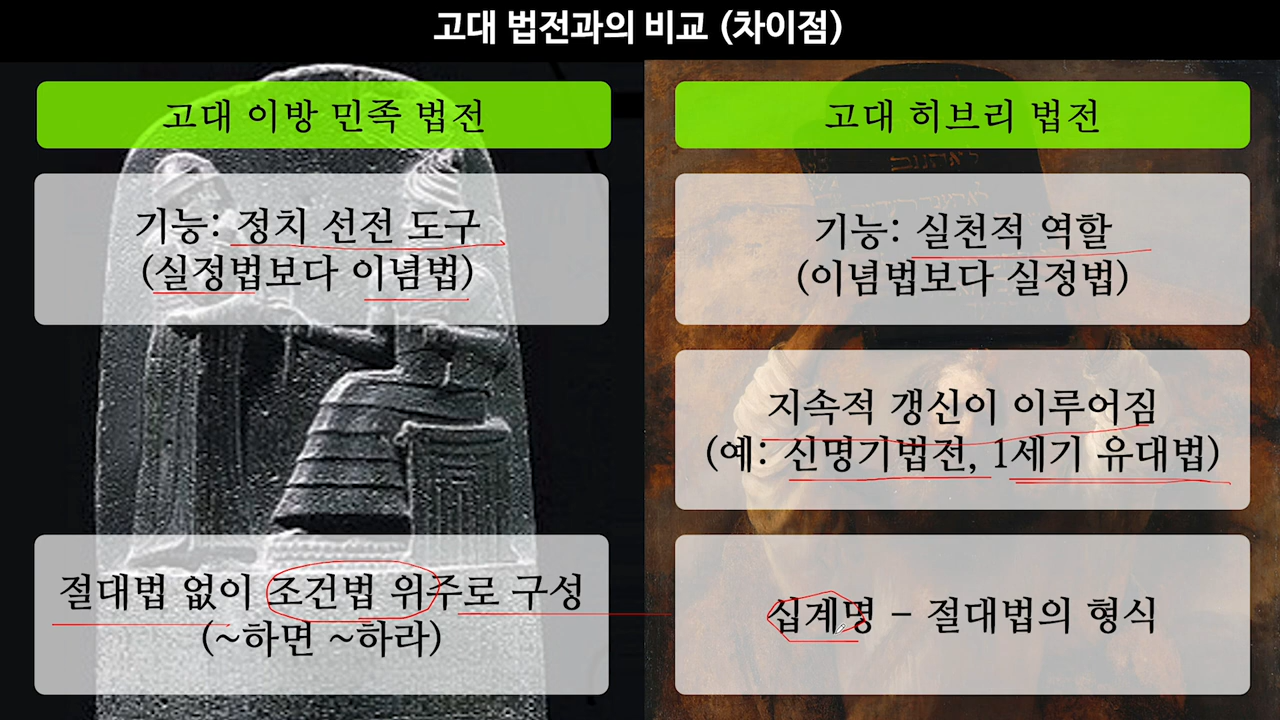 고대 법전과의 비교 (차이점)
고대 이방 민족 법전
기능: 정치 선전 도구
(실정법보다 이념법)
절대법 없이 조건법 위주로 구성
(~하면 ~하라)
고대 히브리 법전
기능: 실천적 역할
(이념법보다 실정법)
지속적 갱신이 이루어짐
(예: 신명기법전, 1세기 유대법)
십계명 - 절대법의 형식